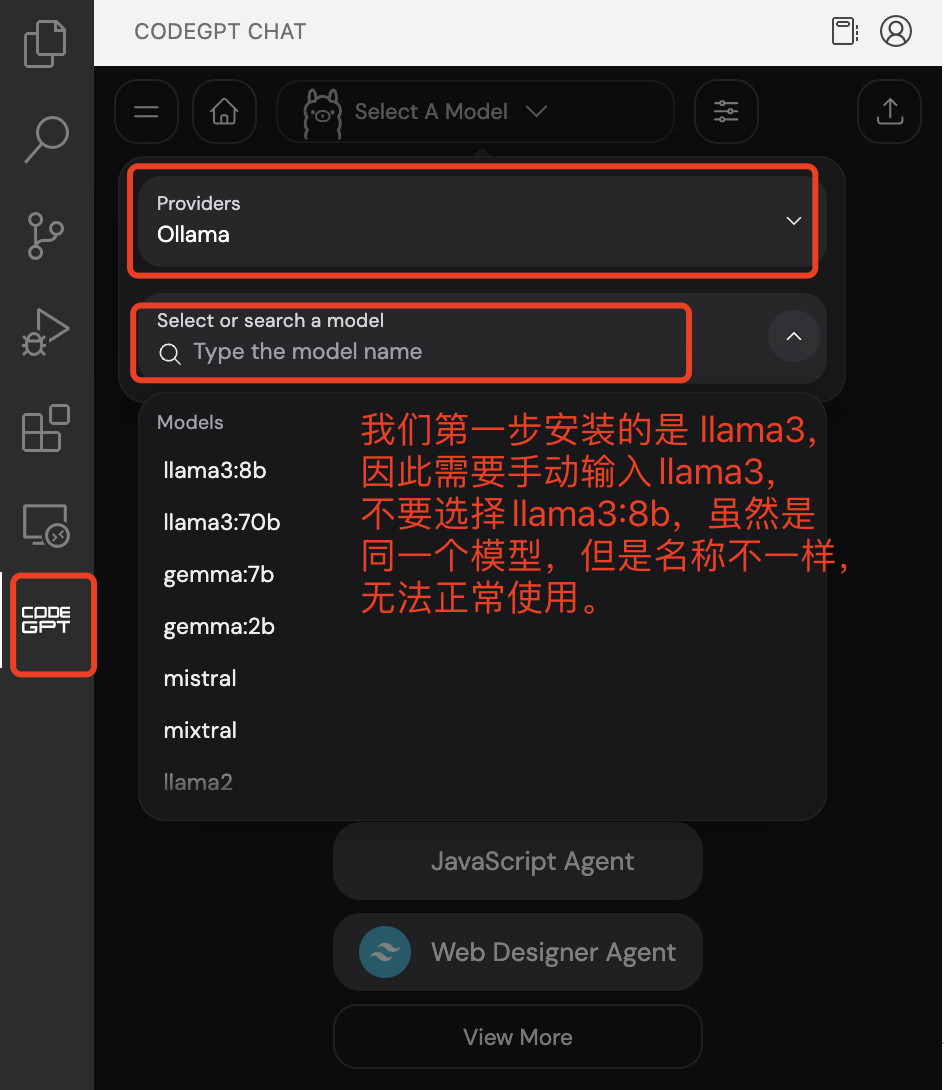 CODEGPT CHAT
Select A Model
Providers
Ollama
Select or search a model
Type the model name
Models
llama3:8b
llama3:70b
gemma:7b
gemma:2b
mistral
mixtral
llama2
我们第一步安装的是 llama3,
因此需要手动输入 llama3,
不要选择 llama3:8b，虽然是
同一个模型，但是名称不一样，
无法正常使用。
CODE
GPT
JavaScript Agent
Web Designer Agent
View More